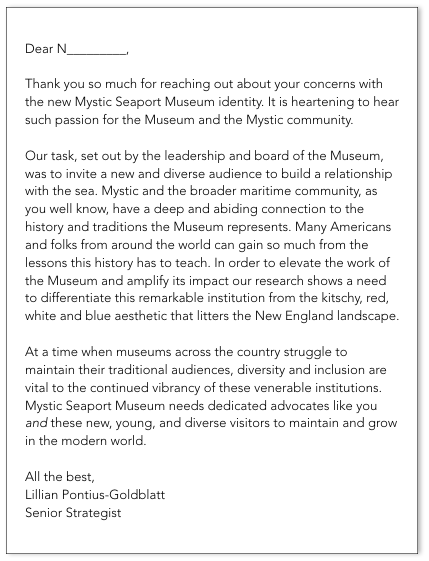 Dear N_________,
Thank you so much for reaching out about your concerns with
the new Mystic Seaport Museum identity. It is heartening to hear
such passion for the Museum and the Mystic community.
Our task, set out by the leadership and board of the Museum,
was to invite a new and diverse audience to build a relationship
with the sea. Mystic and the broader maritime community, as
you well know, have a deep and abiding connection to the
history and traditions the Museum represents. Many Americans
and folks from around the world can gain so much from the
lessons this history has to teach. In order to elevate the work of
the Museum and amplify its impact our research shows a need
to differentiate this remarkable institution from the kitschy, red,
white and blue aesthetic that litters the New England landscape.
At a time when museums across the country struggle to
maintain their traditional audiences, diversity and inclusion are
vital to the continued vibrancy of these venerable institutions.
Mystic Seaport Museum needs dedicated advocates like you
and these new, young, and diverse visitors to maintain and grow
in the modern world.
All the best,
Lillian Pontius-Goldblatt
Senior Strategist